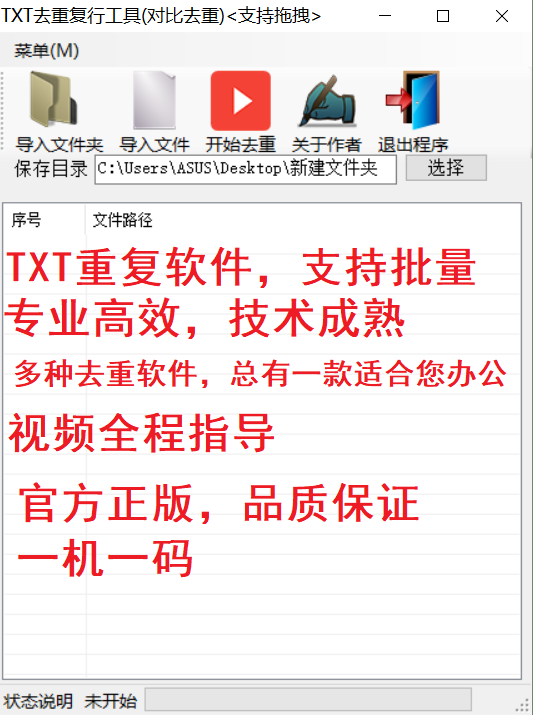 TXT去重复行工具(对比去重)<支持拖拽>
菜单(M)
导入文件夹 导入文件 开始去重 关于作者 退出程序
保存目录 C:\Users\ASUS\Desktop\新建文件夹 选择
序号 文件路径
TXT重复软件，支持批量
专业高效，技术成熟
多种去重软件，总有一款适合您办公
视频全程指导
官方正版，品质保证
一机一码
状态说明 未开始